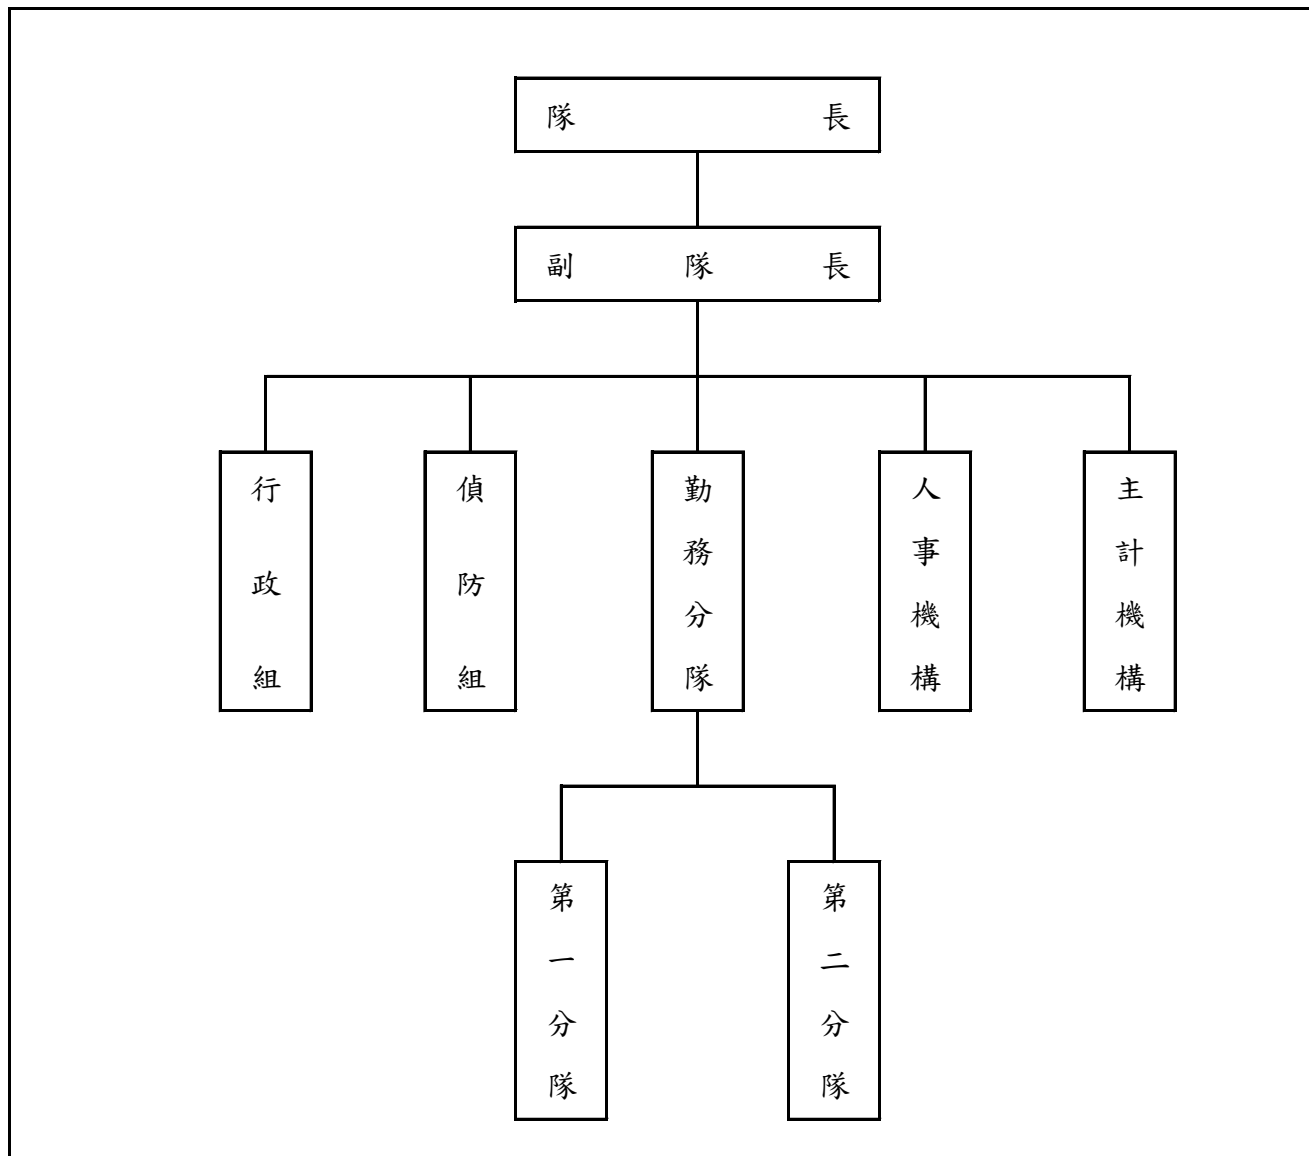 隊長
副隊長
行政組
偵防組
勤務分隊
人事機構
主計機構
第一分隊
第二分隊